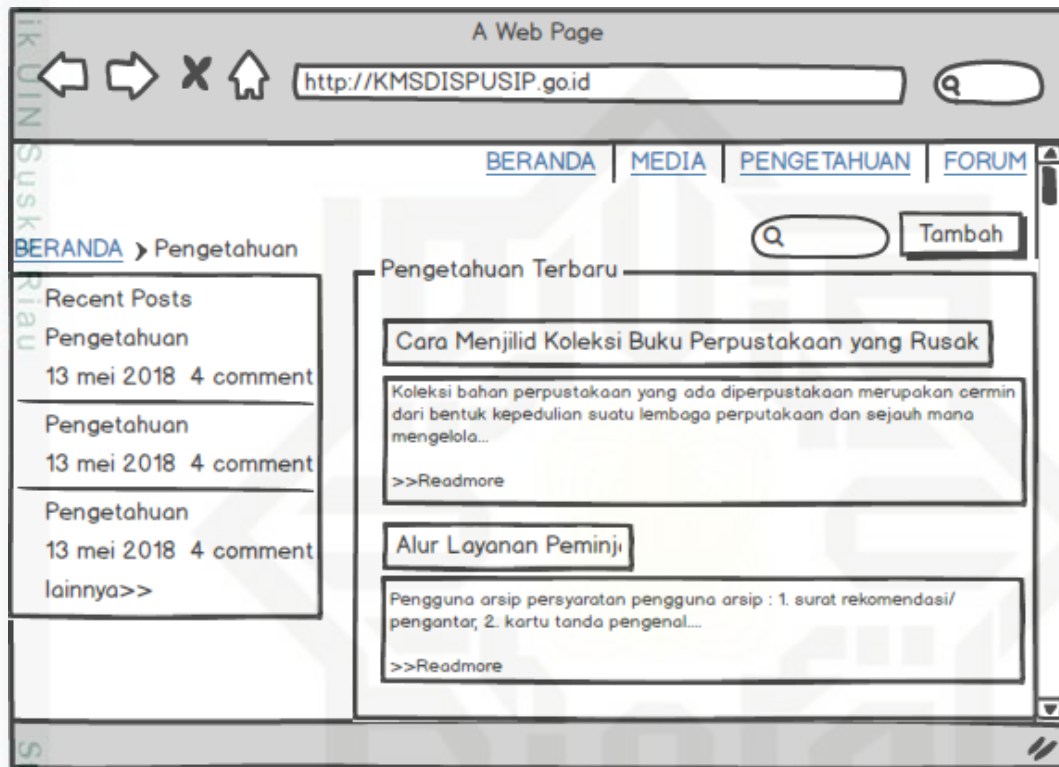 A Web Page
http://KMSDISPUSIP.go.id
BERANDA MEDIA PENGETAHUAN FORUM
Tambah
BERANDA Pengetahuan
Recent Posts
Pengetahuan
13 mei 2018 4 comment
Pengetahuan
13 mei 2018 4 comment
Pengetahuan
13 mei 2018 4 comment
lainnya>>
Pengetahuan Terbaru
Cara Menjilid Koleksi Buku Perpustakaan yang Rusak
Koleksi bahan perpustakaan yang ada diperpustakaan merupakan cermin
dari bentuk kepedulian suatu lembaga perputakaan dan sejauh mana
mengelola...
>>Readmore
Alur Layanan Peminj
Pengguna arsip persyaratan pengguna arsip : 1. surat rekomendasi/
pengantar, 2. kartu tanda pengenal....
>>Readmore
UIN Suska Riau